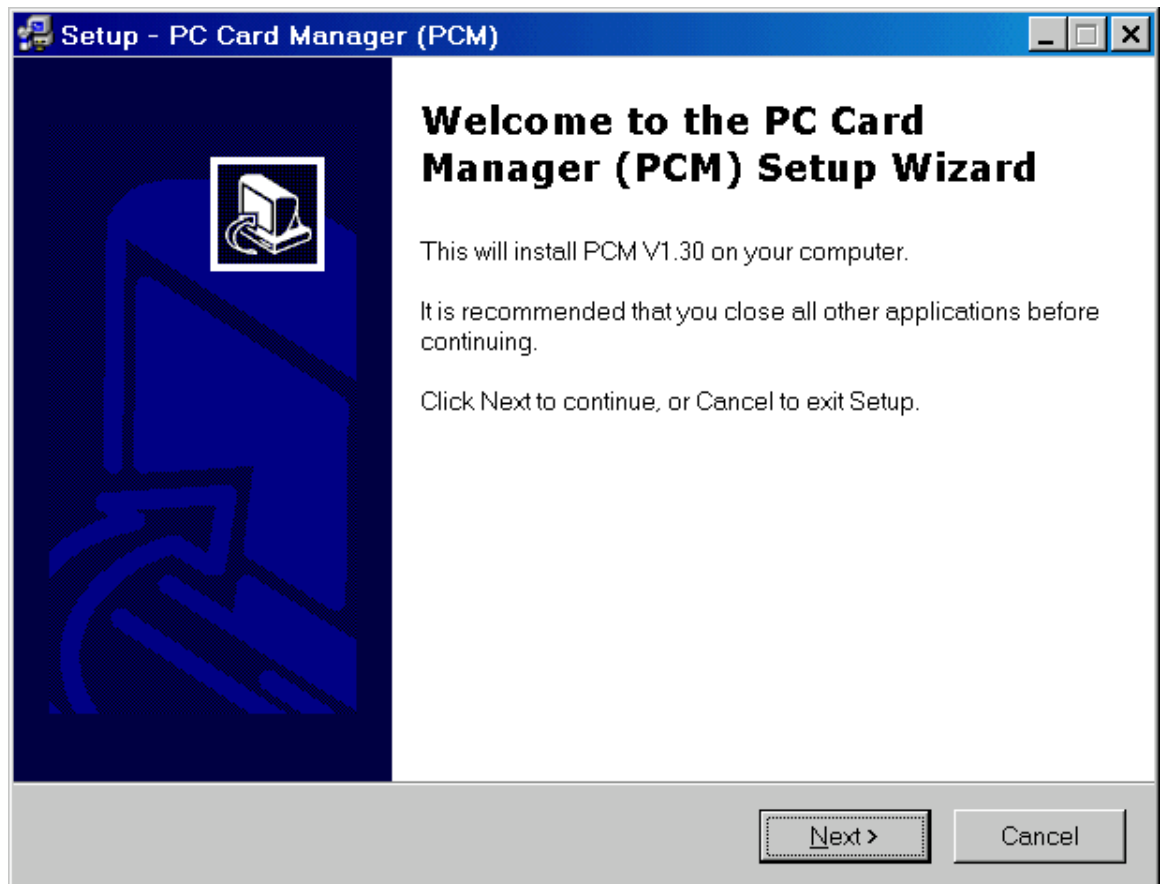 Setup - PC Card Manager (PCM)
Welcome to the PC Card
Manager (PCM) Setup Wizard
This will install PCM V1.30 on your computer.
It is recommended that you close all other applications before
continuing.
Click Next to continue, or Cancel to exit Setup.
Next >
Cancel